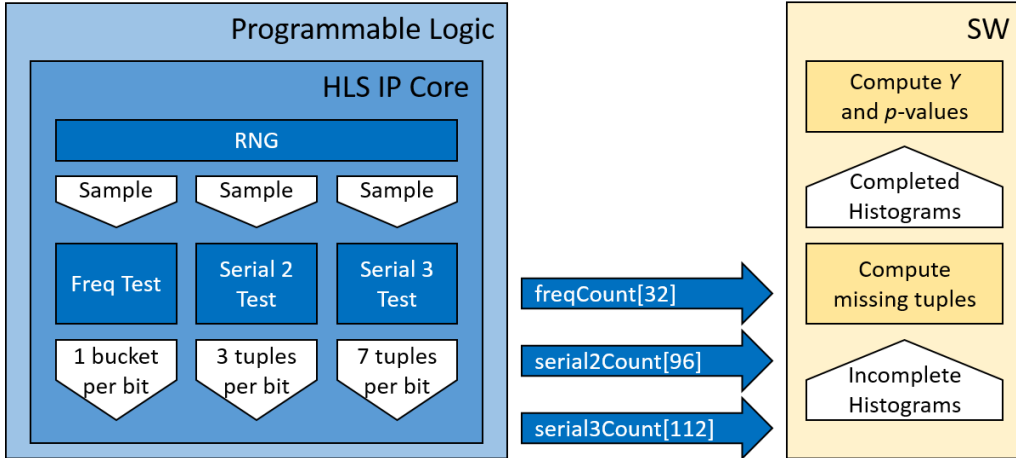 Programmable Logic
HLS IP Core
RNG
Sample
Sample
Sample
Freq Test
Serial 2
Test
Serial 3
Test
1 bucket
per bit
3 tuples
per bit
7 tuples
per bit
freqCount[32]
serial2Count[96]
serial3Count[112]
SW
Compute Y
and p-values
Completed
Histograms
Compute
missing tuples
Incomplete
Histograms